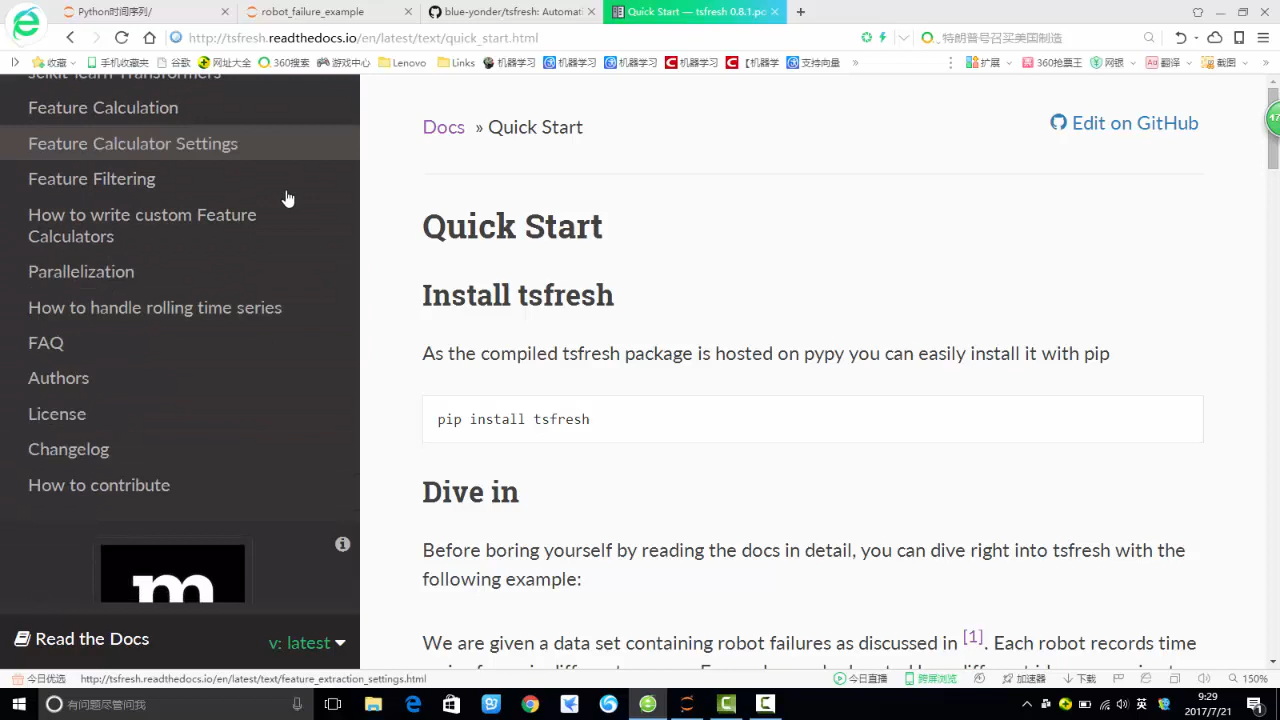 Python时间序列/
robot_failure_example
blue-yonder/tsfresh: Automati
Quick Start — tsfresh 0.8.1.po
http://tsfresh.readthedocs.io/en/latest/text/quick_start.html
特朗普号召买美国制造
收藏
手机收藏夹
谷歌
网址大全
360搜索
游戏中心
Lenovo
Links
机器学习
机器学习
机器学习
机器学习
【机器学
支持向量
»
扩展
360抢票王
网银
翻译
截图
»
scikit-learn Transformers
Feature Calculation
Feature Calculator Settings
Feature Filtering
How to write custom Feature
Calculators
Parallelization
How to handle rolling time series
FAQ
Authors
License
Changelog
How to contribute
m
Read the Docs
v: latest
Docs » Quick Start
Edit on GitHub
17
Quick Start
Install tsfresh
As the compiled tsfresh package is hosted on pypy you can easily install it with pip
pip install tsfresh
Dive in
Before boring yourself by reading the docs in detail, you can dive right into tsfresh with the
following example:
We are given a data set containing robot failures as discussed in [1]. Each robot records time
今日优选
http://tsfresh.readthedocs.io/en/latest/text/feature_extraction_settings.html
今日直播
跨屏浏览
加速器
下载
150%
有问题尽管问我
英
9:29
2017/7/21